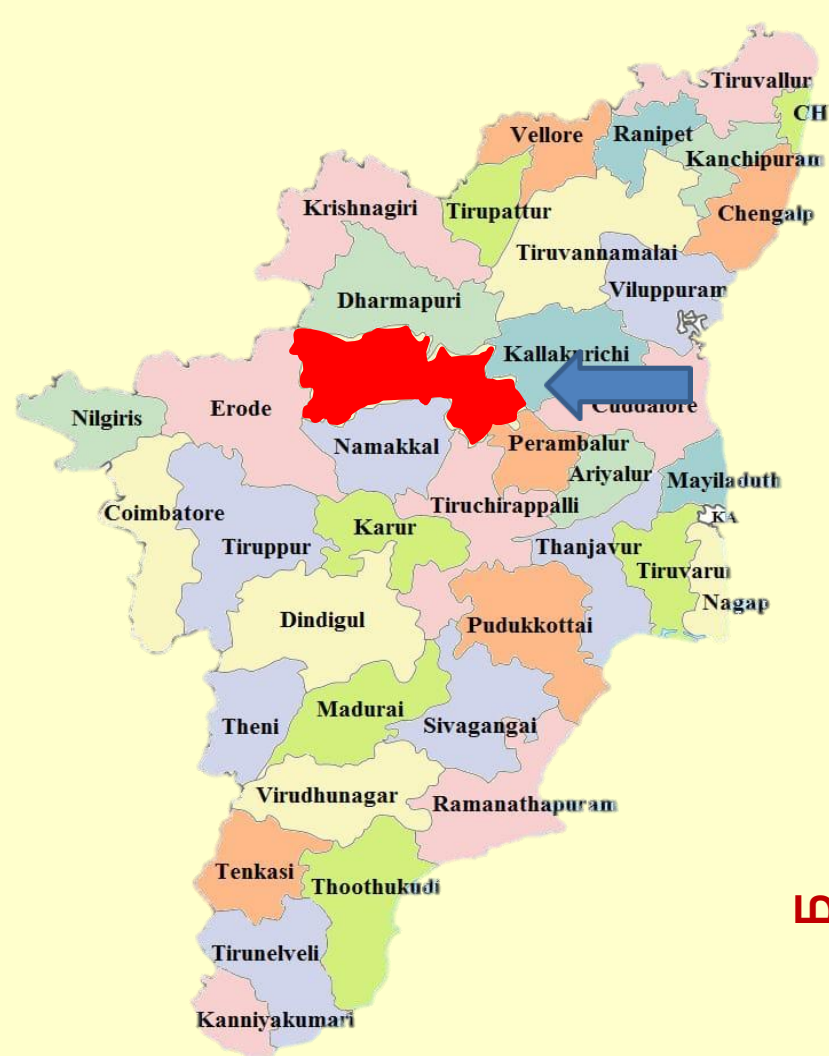 Tiruvallur
CH
Vellore
Ranipet
Kanchipuram
Krishnagiri
Tirupattur
Chengalp
Tiruvannamalai
Viluppuram
Dharmapuri
Kallakurichi
Erode
Cuddalore
Nilgiris
Namakkal
Perambalur
Ariyalur
Mayiladuth
Coimbatore
Tiruchirappalli
KA
Karur
Tiruppur
Thanjavur
Tiruvaru
Nagap
Dindigul
Pudukkottai
Madurai
Theni
Sivagangai
Virudhunagar
Ramanathapuram
Tenkasi
Thoothukudi
Tirunelveli
Kanniyakumari